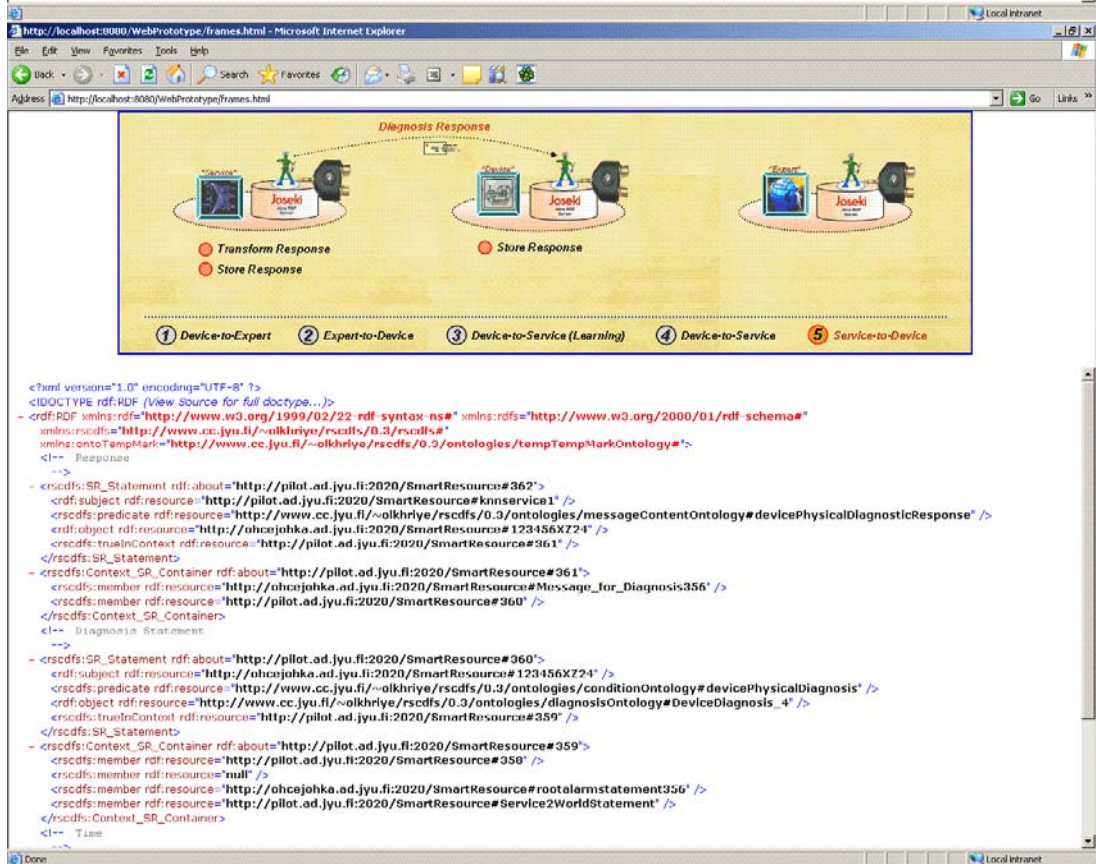 Local intranet
http://localhost:8080/WebPrototype/frames.html - Microsoft Internet Explorer
File Edit View Favorites Tools Help
Back Search Favorites
Address http://localhost:8080/WebPrototype/frames.html Go Links »
Diagnosis Response
"Service" "Device" "Expert"
Joseki Joseki Joseki
Transform Response Store Response
Store Response
1 Device-to-Expert 2 Expert-to-Device 3 Device-to-Service (Learning) 4 Device-to-Service 5 Service-to-Device
<?xml version="1.0" encoding="UTF-8" ?>
<!DOCTYPE rdf:RDF (View Source for full doctype...)>
- <rdf:RDF xmlns:rdf="http://www.w3.org/1999/02/22-rdf-syntax-ns#" xmlns:rdfs="http://www.w3.org/2000/01/rdf-schema#"
xmlns:rscdfs="http://www.cc.jyu.fi/~olkhriye/rscdfs/0.3/rscdfs#"
xmlns:ontoTempMark="http://www.cc.jyu.fi/~olkhriye/rscdfs/0.3/ontologies/tempTempMarkOntology#">
<!-- Response
-->
- <rscdfs:SR_Statement rdf:about="http://pilot.ad.jyu.fi:2020/SmartResource#362">
<rdf:subject rdf:resource="http://pilot.ad.jyu.fi:2020/SmartResource#knnservice1" />
<rscdfs:predicate rdf:resource="http://www.cc.jyu.fi/~olkhriye/rscdfs/0.3/ontologies/messageContentOntology#devicePhysicalDiagnosticResponse" />
<rdf:object rdf:resource="http://ohcejohka.ad.jyu.fi:2020/SmartResource#123456XZ24" />
<rscdfs:trueInContext rdf:resource="http://pilot.ad.jyu.fi:2020/SmartResource#361" />
</rscdfs:SR_Statement>
- <rscdfs:Context_SR_Container rdf:about="http://pilot.ad.jyu.fi:2020/SmartResource#361">
<rscdfs:member rdf:resource="http://ohcejohka.ad.jyu.fi:2020/SmartResource#Message_for_Diagnosis356" />
<rscdfs:member rdf:resource="http://pilot.ad.jyu.fi:2020/SmartResource#360" />
</rscdfs:Context_SR_Container>
<!-- Diagnosis Statement
-->
- <rscdfs:SR_Statement rdf:about="http://pilot.ad.jyu.fi:2020/SmartResource#360">
<rdf:subject rdf:resource="http://ohcejohka.ad.jyu.fi:2020/SmartResource#123456XZ24" />
<rscdfs:predicate rdf:resource="http://www.cc.jyu.fi/~olkhriye/rscdfs/0.3/ontologies/conditionOntology#devicePhysicalDiagnosis" />
<rdf:object rdf:resource="http://www.cc.jyu.fi/~olkhriye/rscdfs/0.3/ontologies/diagnosisOntology#DeviceDiagnosis_4" />
<rscdfs:trueInContext rdf:resource="http://pilot.ad.jyu.fi:2020/SmartResource#359" />
</rscdfs:SR_Statement>
- <rscdfs:Context_SR_Container rdf:about="http://pilot.ad.jyu.fi:2020/SmartResource#359">
<rscdfs:member rdf:resource="http://pilot.ad.jyu.fi:2020/SmartResource#358" />
<rscdfs:member rdf:resource="null" />
<rscdfs:member rdf:resource="http://ohcejohka.ad.jyu.fi:2020/SmartResource#rootalarmstatement356" />
<rscdfs:member rdf:resource="http://pilot.ad.jyu.fi:2020/SmartResource#Service2WorldStatement" />
</rscdfs:Context_SR_Container>
<!-- Time
-->
Done Local intranet